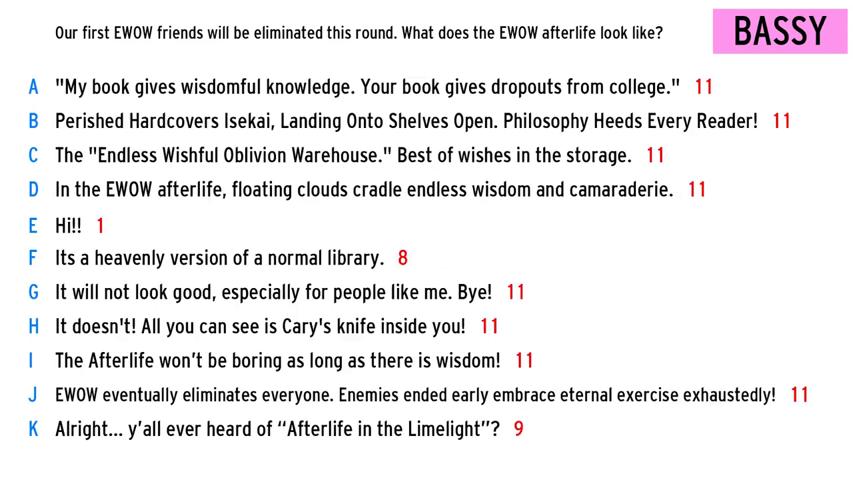 Our first EWOW friends will be eliminated this round. What does the EWOW afterlife look like?
BASSY
A "My book gives wisdomful knowledge. Your book gives dropouts from college." 11
B Perished Hardcovers Isekai, Landing Onto Shelves Open. Philosophy Heeds Every Reader! 11
C The "Endless Wishful Oblivion Warehouse." Best of wishes in the storage. 11
D In the EWOW afterlife, floating clouds cradle endless wisdom and camaraderie. 11
E Hi!! 1
F Its a heavenly version of a normal library. 8
G It will not look good, especially for people like me. Bye! 11
H It doesn't! All you can see is Cary's knife inside you! 11
I The Afterlife won’t be boring as long as there is wisdom! 11
J EWOW eventually eliminates everyone. Enemies ended early embrace eternal exercise exhaustedly! 11
K Alright... y’all ever heard of “Afterlife in the Limelight”? 9